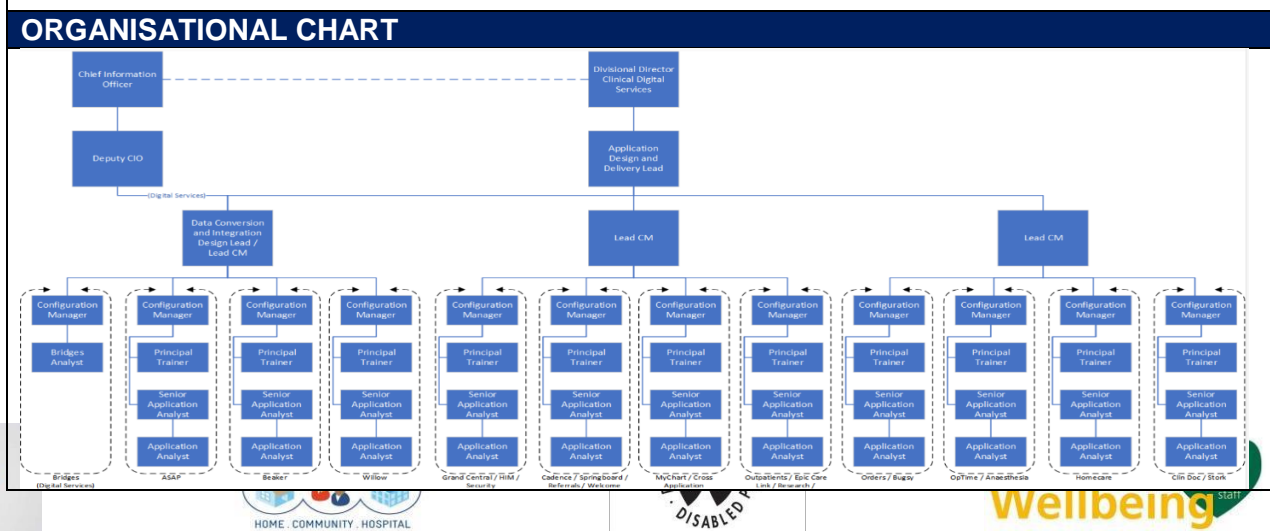 ORGANISATIONAL CHART
Chief Information
Officer
Divisional Director
Clinical Digital
Services
Deputy CIO
Application
Design and
Delivery Lead
(Digital Services)
Data Conversion
and Integration
Design Lead /
Lead CM
Lead CM
Lead CM
Configuration
Manager
Bridges
Analyst
Bridges
(Digital Services)
Configuration
Manager
Principal
Trainer
Senior
Application
Analyst
Application
Analyst
ASAP
Configuration
Manager
Principal
Trainer
Senior
Application
Analyst
Application
Analyst
Beaker
Configuration
Manager
Principal
Trainer
Senior
Application
Analyst
Application
Analyst
Willow
Configuration
Manager
Principal
Trainer
Senior
Application
Analyst
Application
Analyst
Grand Central / HIM /
Security
Configuration
Manager
Principal
Trainer
Senior
Application
Analyst
Application
Analyst
Cadence / Springboard /
Referrals / Welcome
Configuration
Manager
Principal
Trainer
Senior
Application
Analyst
Application
Analyst
MyChart / Cross
Application
Configuration
Manager
Principal
Trainer
Senior
Application
Analyst
Application
Analyst
Outpatients / Epic Care
Link / Research /
Configuration
Manager
Principal
Trainer
Senior
Application
Analyst
Application
Analyst
Orders / Bugsy
Configuration
Manager
Principal
Trainer
Senior
Application
Analyst
Application
Analyst
OpTime / Anaesthesia
Configuration
Manager
Principal
Trainer
Senior
Application
Analyst
Application
Analyst
Homecare
Configuration
Manager
Principal
Trainer
Senior
Application
Analyst
Application
Analyst
Clin Doc / Stork
HOME . COMMUNITY . HOSPITAL
DISABLED
Wellbeing
staff